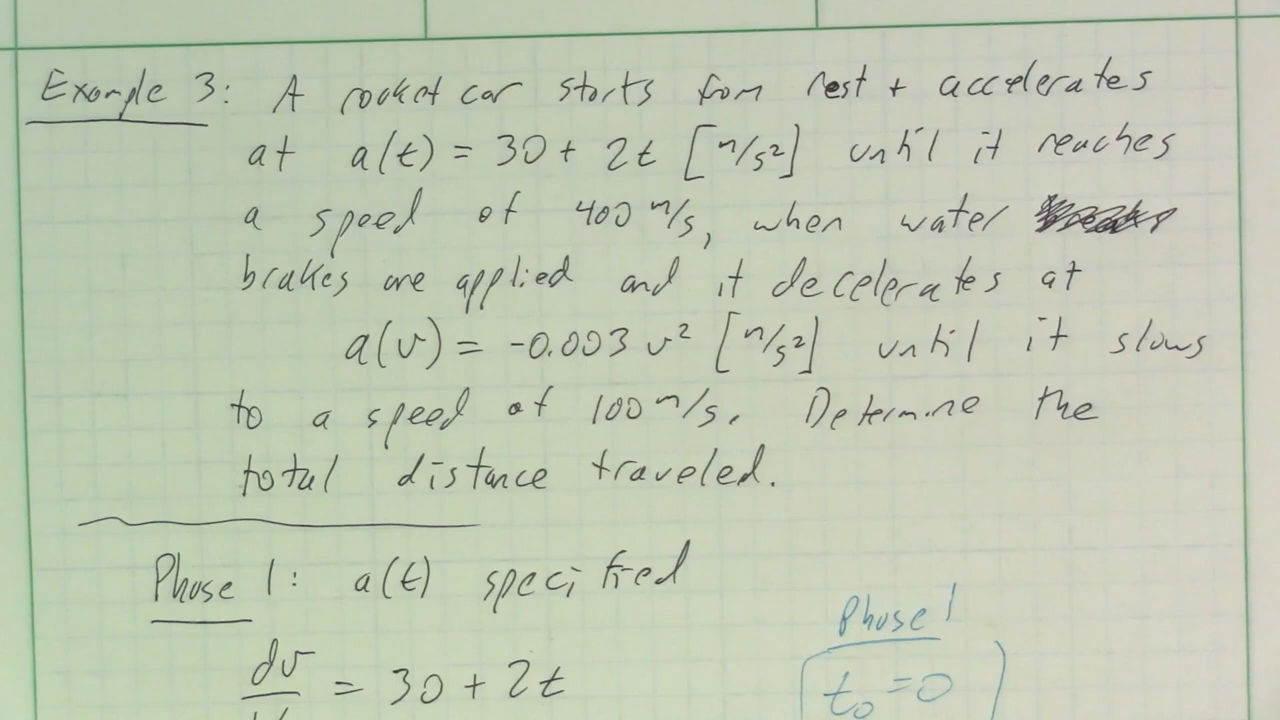 Example 3: A rocket car starts from rest + accelerates
at a(t) = 30 + 2t [m/s²] until it reaches
a speed of 400 m/s, when water
brakes are applied and it decelerates at
a(v) = -0.003 v² [m/s²] until it slows
to a speed of 100 m/s. Determine the
total distance traveled.
Phase 1: a(t) specified
Phase 1
dv
= 30 + 2t
t₀ = 0